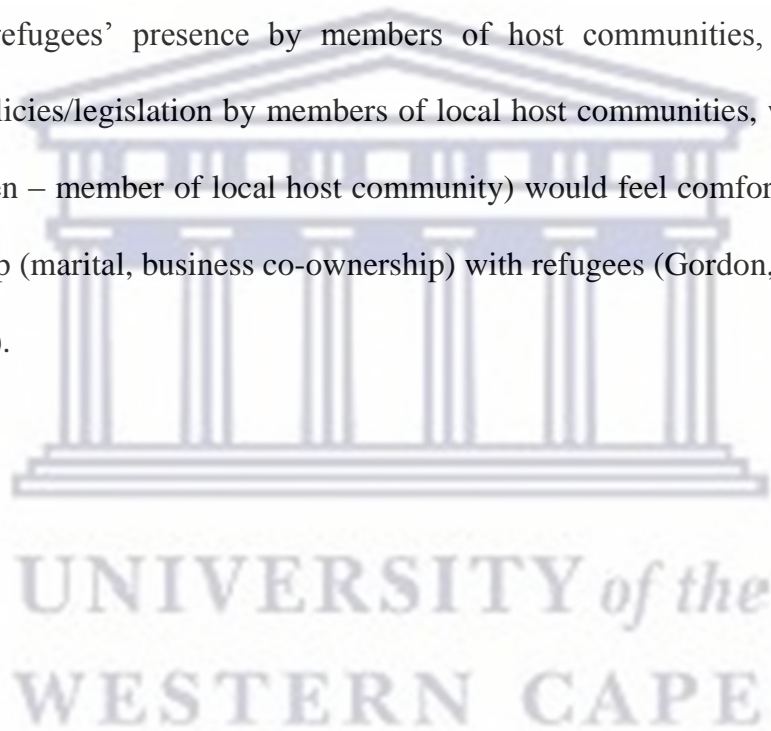 refugees’ presence by members of host communities,
licies/legislation by members of local host communities,
en – member of local host community) would feel comfor
p (marital, business co-ownership) with refugees (Gordon,
).
UNIVERSITY of the
WESTERN CAPE